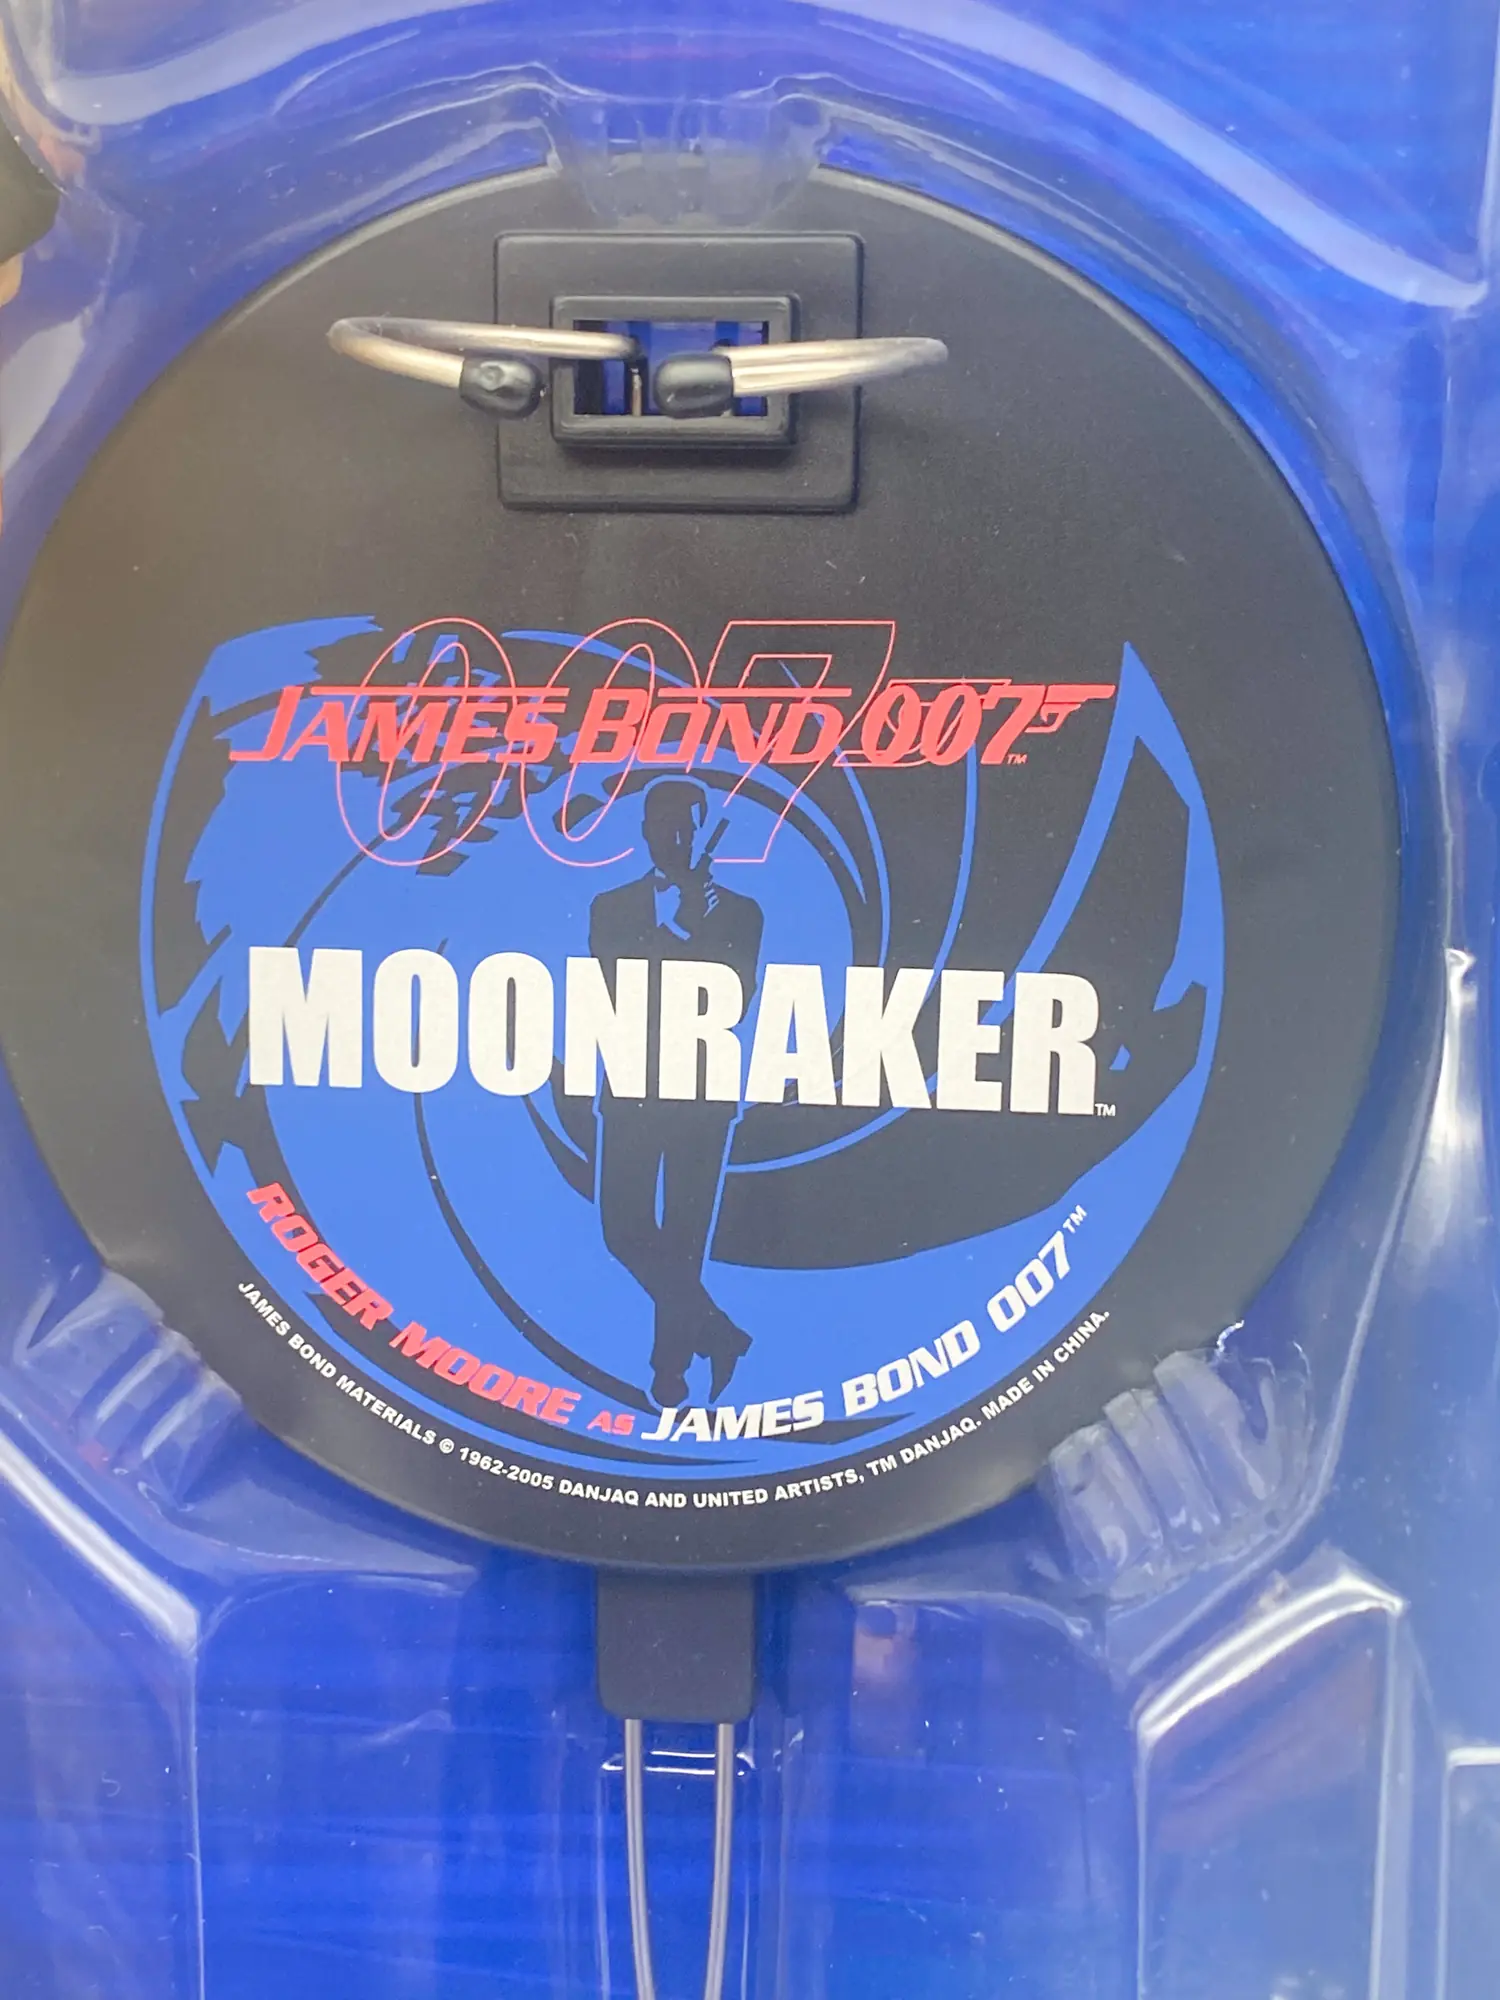 007
JAMES BOND 007™
MOONRAKER™
ROGER MOORE AS JAMES BOND 007™
JAMES BOND MATERIALS © 1962-2005 DANJAQ AND UNITED ARTISTS, TM DANJAQ. MADE IN CHINA.